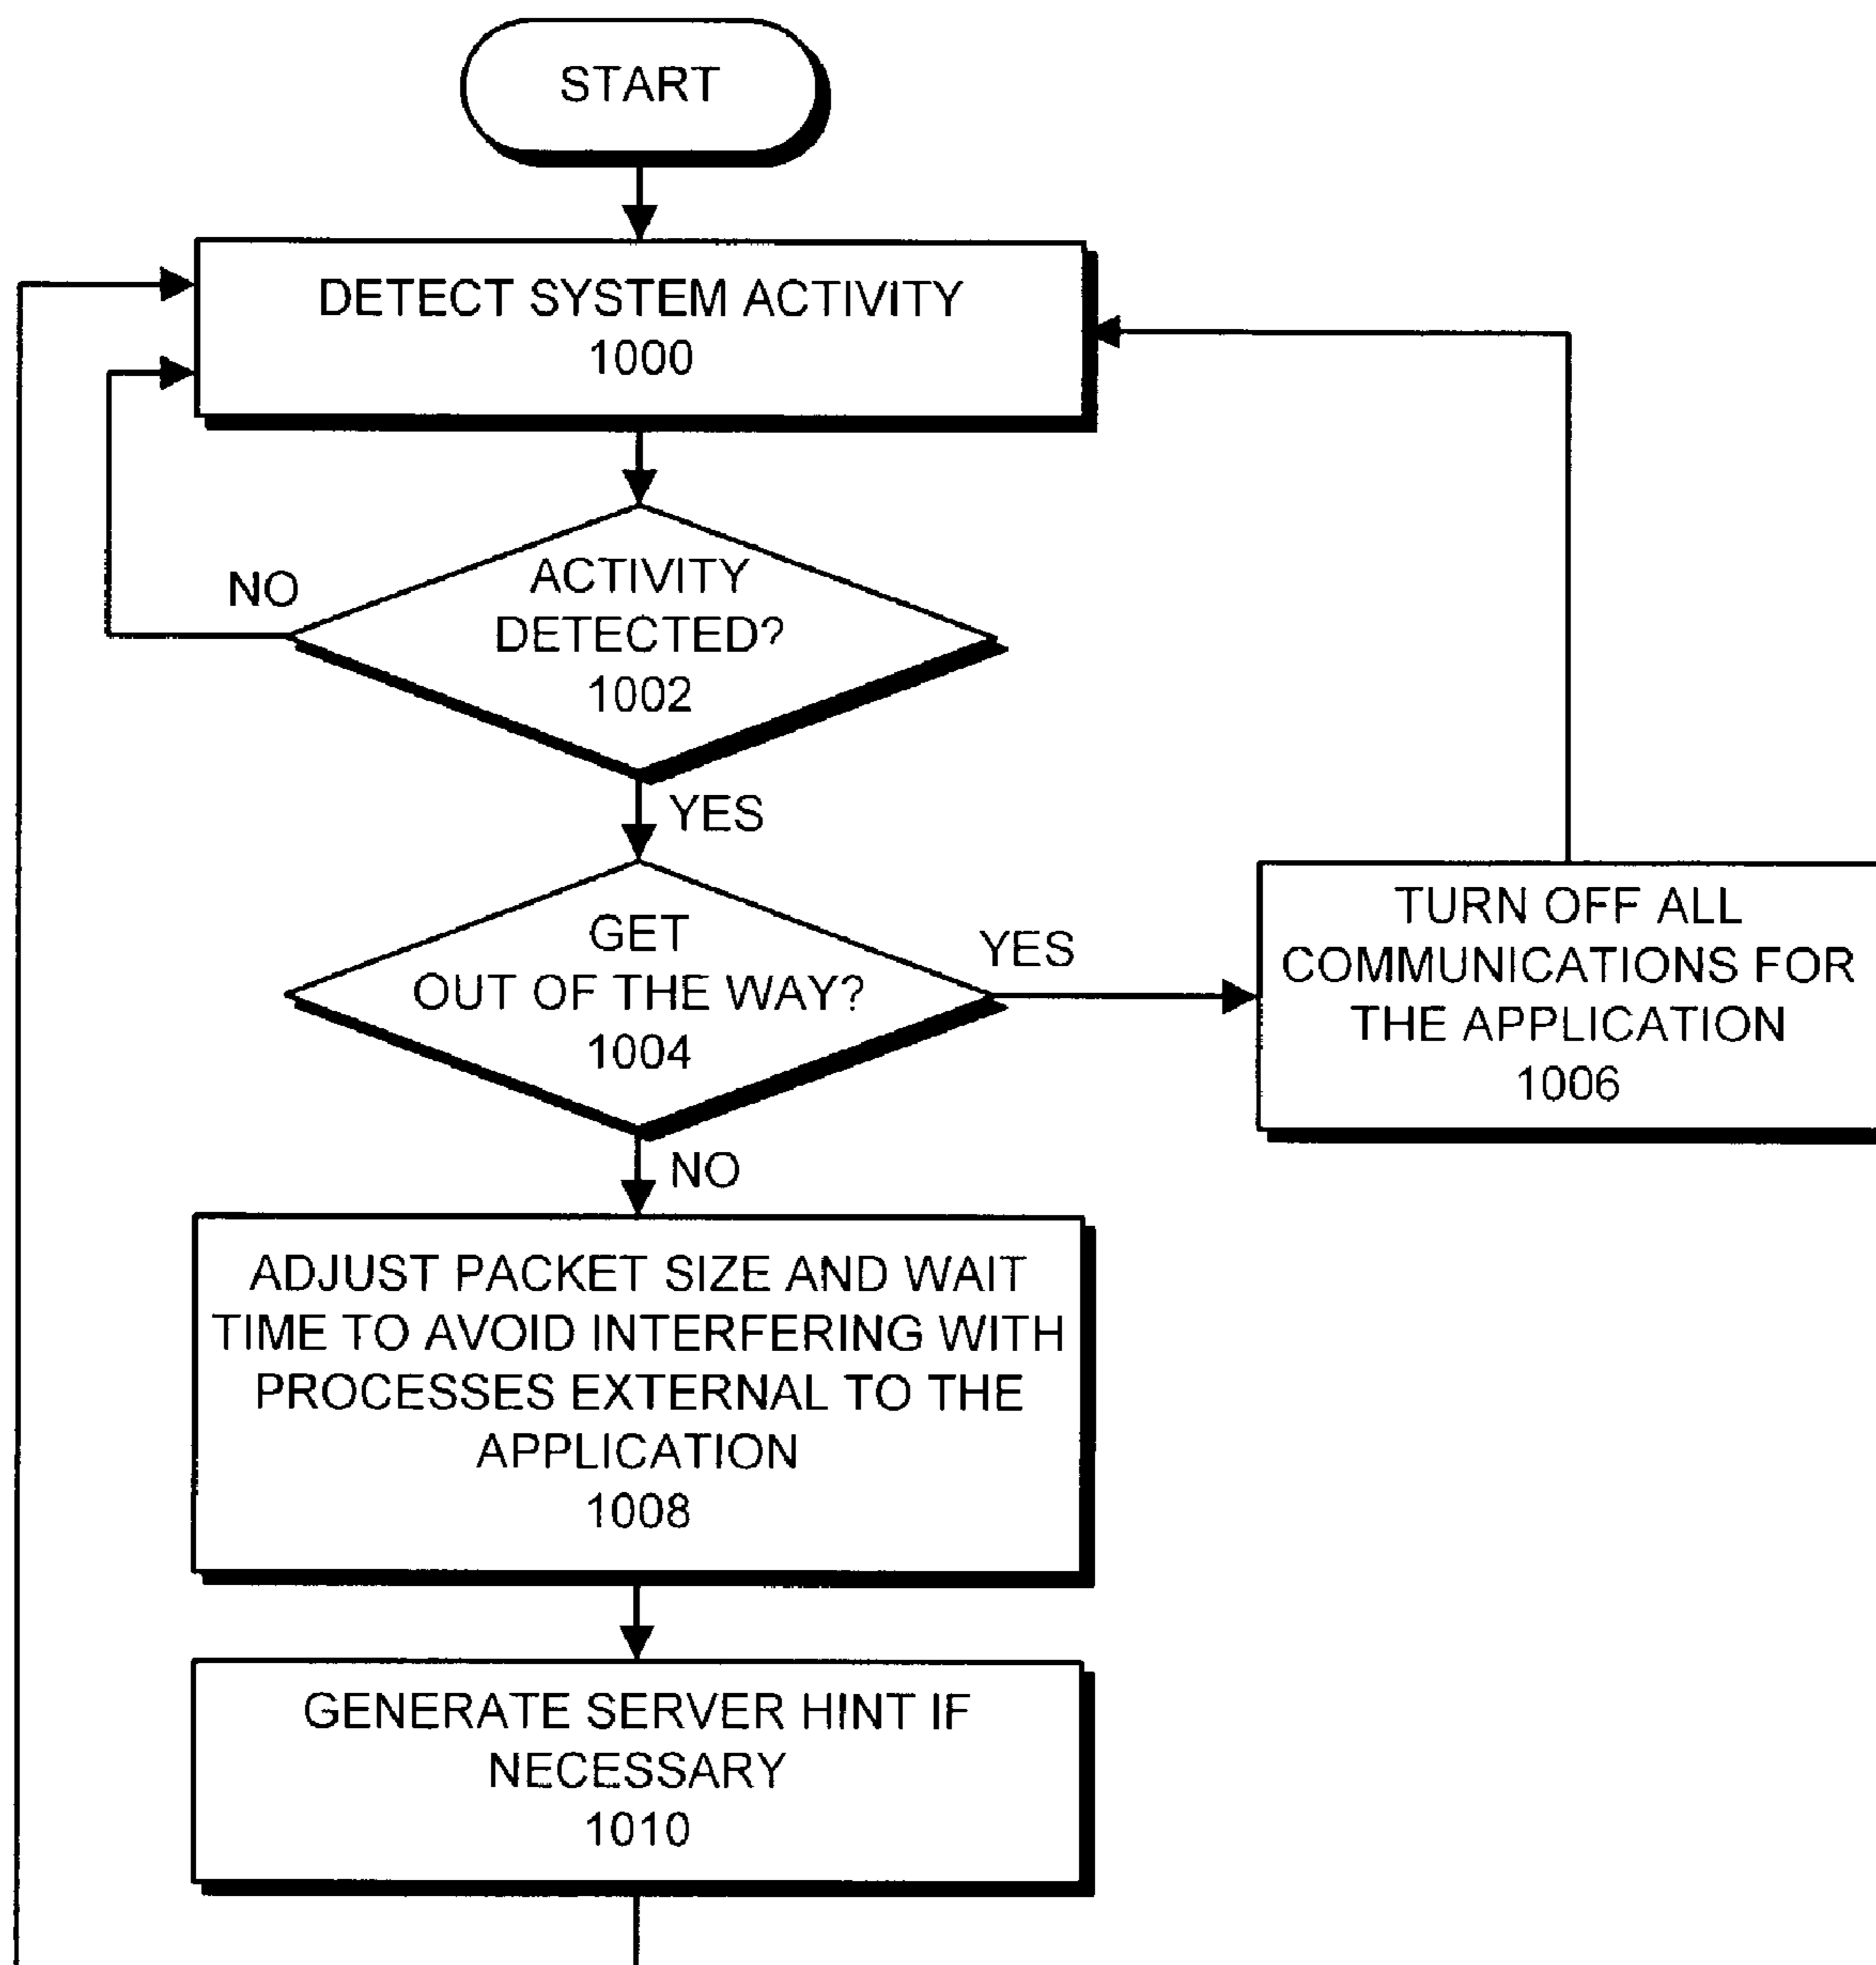 START
DETECT SYSTEM ACTIVITY
1000
NO
ACTIVITY
DETECTED?
1002
YES
GET
OUT OF THE WAY?
1004
YES
TURN OFF ALL
COMMUNICATIONS FOR
THE APPLICATION
1006
NO
ADJUST PACKET SIZE AND WAIT
TIME TO AVOID INTERFERING WITH
PROCESSES EXTERNAL TO THE
APPLICATION
1008
GENERATE SERVER HINT IF
NECESSARY
1010